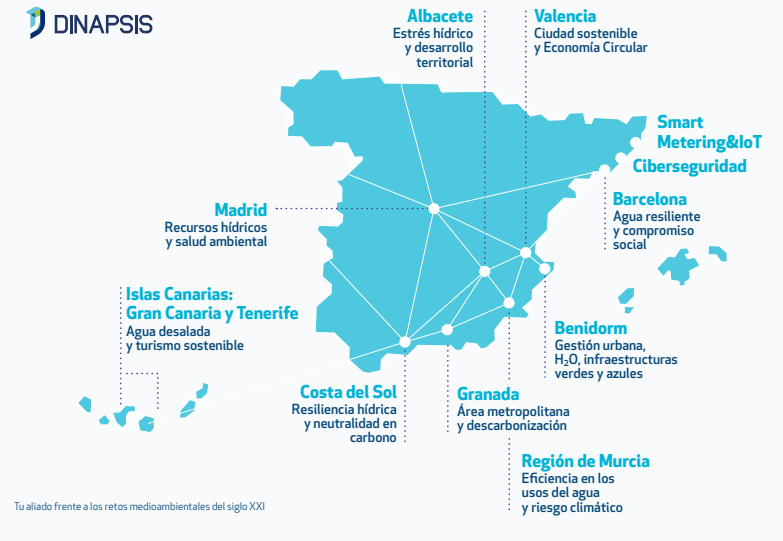 DINAPSIS
Albacete
Estrés hídrico
y desarrollo
territorial
Valencia
Ciudad sostenible
y Economía Circular
Smart
Metering&IoT
Ciberseguridad
Barcelona
Agua resiliente
y compromiso
social
Madrid
Recursos hídricos
y salud ambiental
Islas Canarias:
Gran Canaria y Tenerife
Agua desalada
y turismo sostenible
Benidorm
Gestión urbana,
H₂O, infraestructuras
verdes y azules
Costa del Sol
Resiliencia hídrica
y neutralidad en
carbono
Granada
Área metropolitana
y descarbonización
Región de Murcia
Eficiencia en los
usos del agua
y riesgo climático
Tu aliado frente a los retos medioambientales del siglo XXI